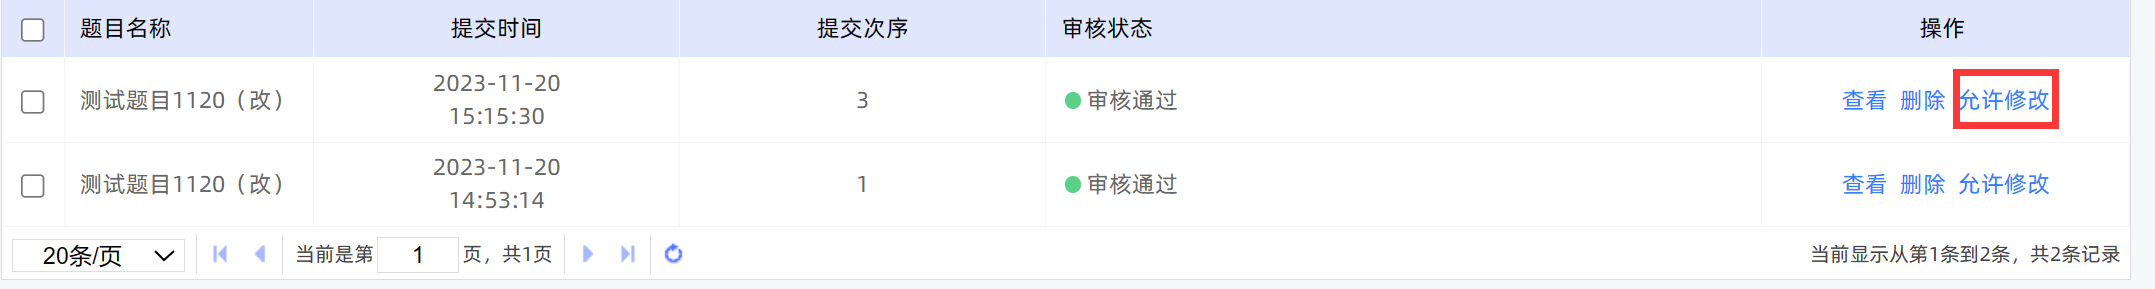 题目名称 提交时间 提交次序 审核状态 操作
测试题目1120（改） 2023-11-20 15:15:30 3 审核通过 查看 删除 允许修改
测试题目1120（改） 2023-11-20 14:53:14 1 审核通过 查看 删除 允许修改
20条/页 当前是第 1 页，共1页 当前显示从第1条到2条，共2条记录